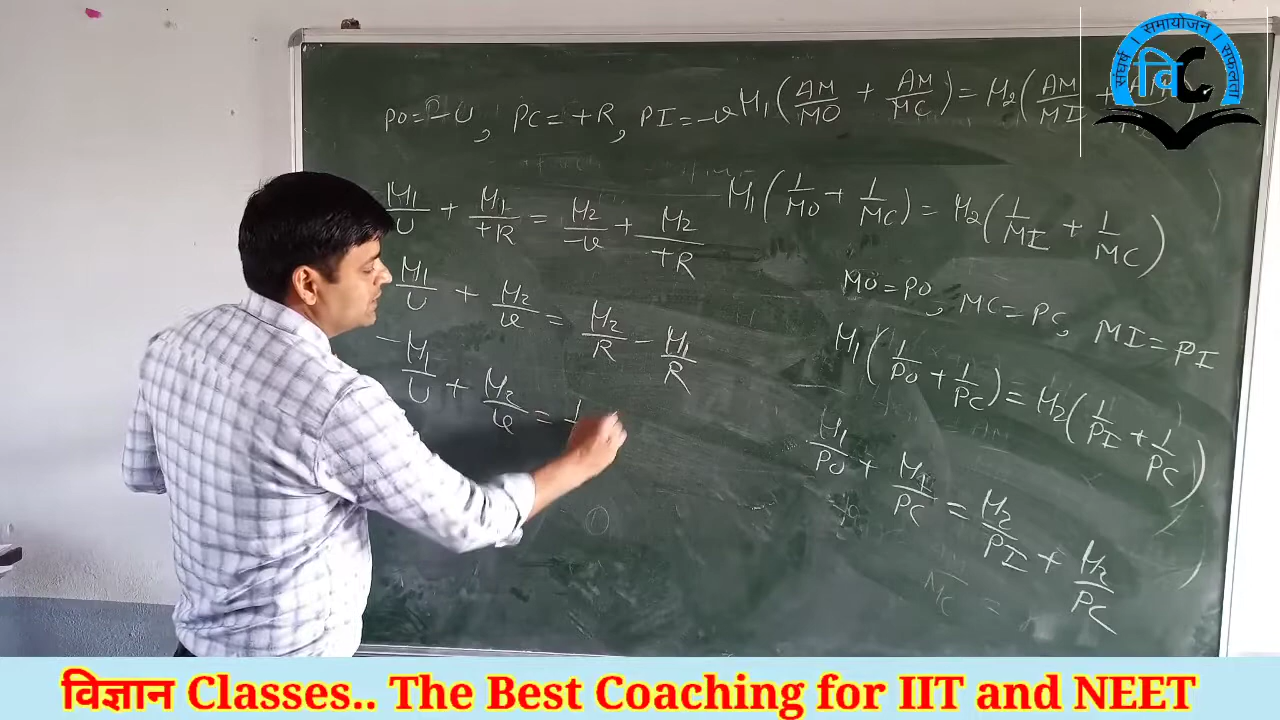 PO = -U, PC = +R, PI = -v
-μ1/U + μ1/+R = μ2/-v + μ2/+R
-μ1/U + μ2/v = μ2/R - μ1/R
-μ1/U + μ2/v = 1
μ1(AM/MO + AM/MC) = μ2(AM/MI +
μ1(1/MO + 1/MC) = μ2(1/MI + 1/MC)
MO = PO, MC = PC, MI = PI
μ1(1/PO + 1/PC) = μ2(1/PI + 1/PC)
μ1/PO + μ1/PC = μ2/PI + μ2/PC
संघर्ष । समायोजन । सफलता
वि C
विज्ञान Classes.. The Best Coaching for IIT and NEET